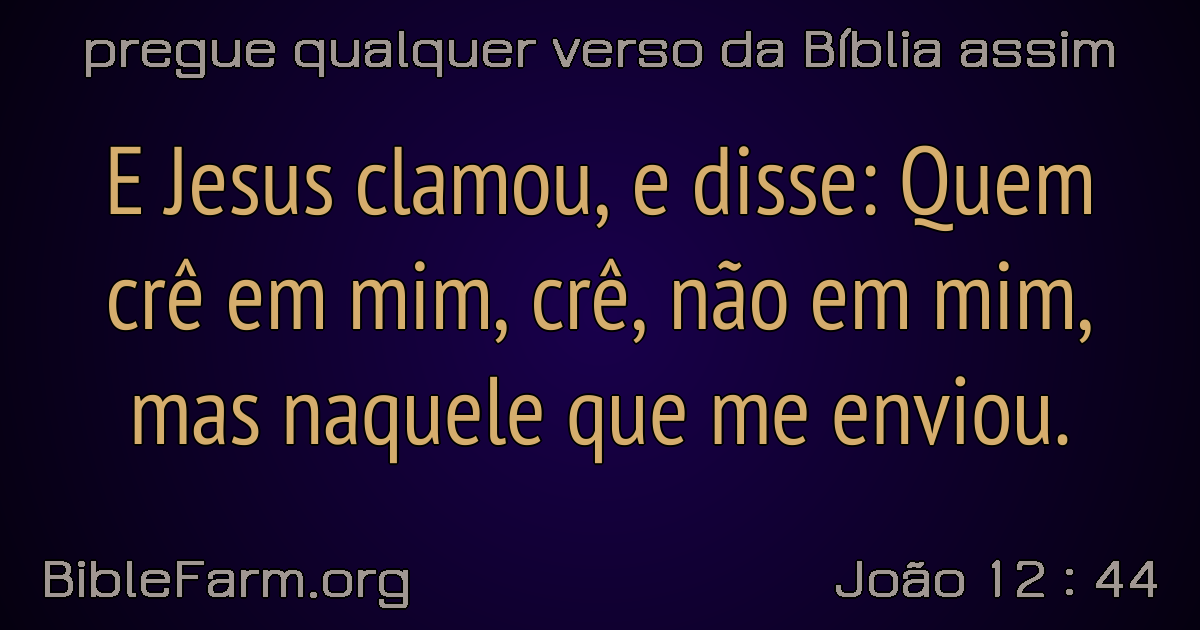 pregue qualquer verso da Bíblia assim
E Jesus clamou, e disse: Quem
crê em mim, crê, não em mim,
mas naquele que me enviou.
BibleFarm.org
João 12 : 44